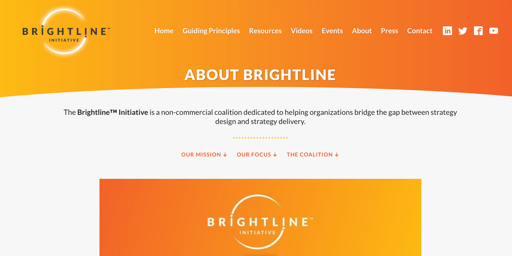 BRIGHTLINE™
INITIATIVE
Home Guiding Principles Resources Videos Events About Press Contact
ABOUT BRIGHTLINE
The Brightline™ Initiative is a non-commercial coalition dedicated to helping organizations bridge the gap between strategy
design and strategy delivery.
OUR MISSION ↓ OUR FOCUS ↓ THE COALITION ↓
BRIGHTLINE™
INITIATIVE